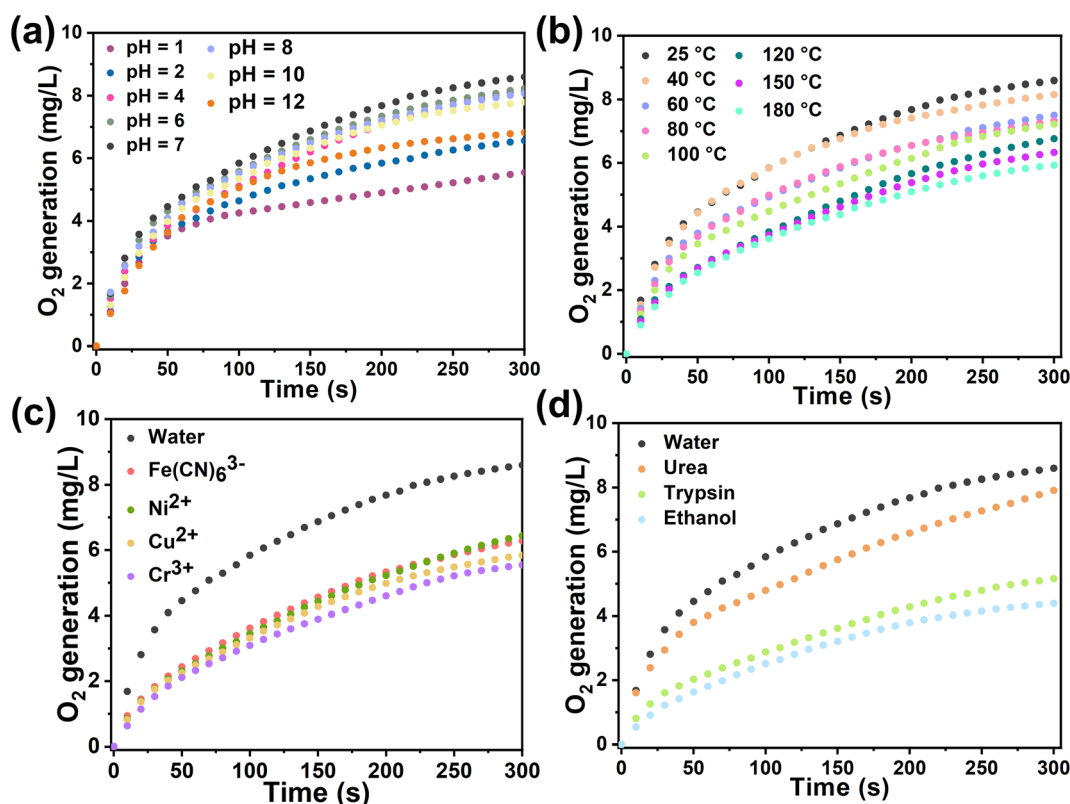 (a)
pH = 1
pH = 2
pH = 4
pH = 6
pH = 7
pH = 8
pH = 10
pH = 12
O2 generation (mg/L)
10
8
6
4
2
0
0 50 100 150 200 250 300
Time (s)
(b)
25 °C
40 °C
60 °C
80 °C
100 °C
120 °C
150 °C
180 °C
O2 generation (mg/L)
10
8
6
4
2
0
0 50 100 150 200 250 300
Time (s)
(c)
Water
Fe(CN)6 3-
Ni2+
Cu2+
Cr3+
O2 generation (mg/L)
10
8
6
4
2
0
0 50 100 150 200 250 300
Time (s)
(d)
Water
Urea
Trypsin
Ethanol
O2 generation (mg/L)
10
8
6
4
2
0
0 50 100 150 200 250 300
Time (s)